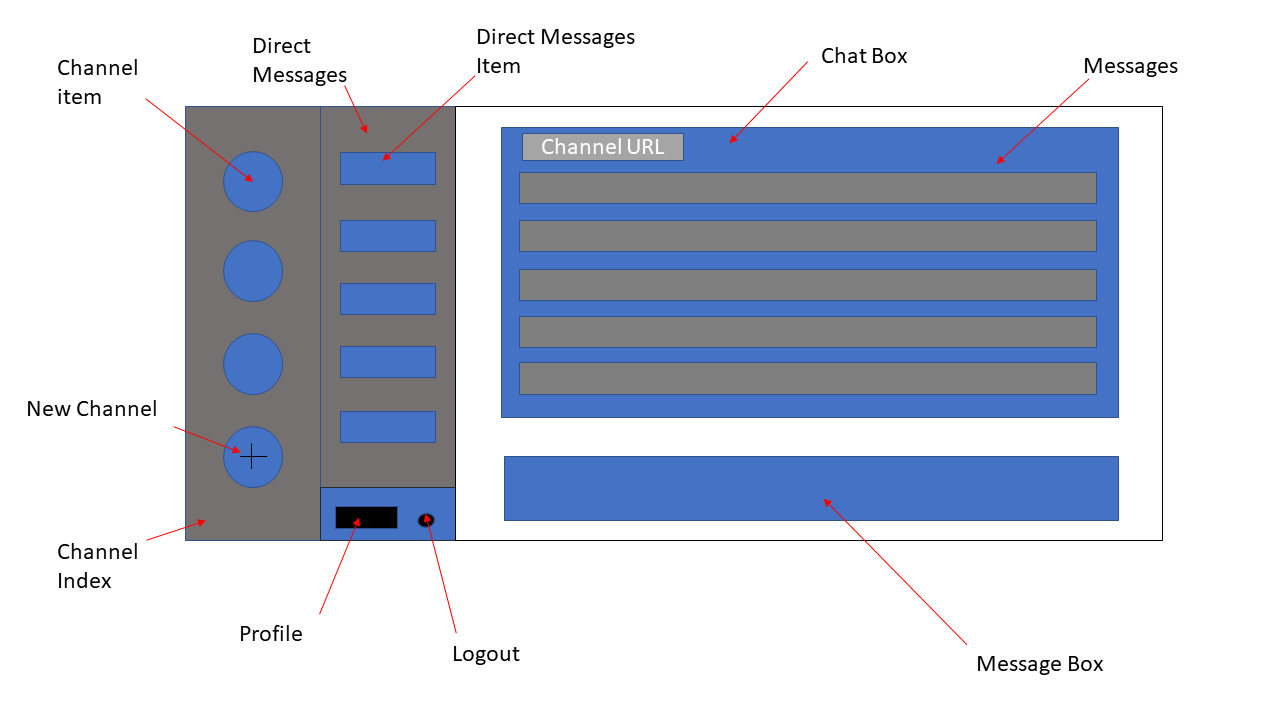 Direct Messages
Item
Direct
Messages
Chat Box
Messages
Channel
item
Channel URL
New Channel
Channel
Index
Profile
Logout
Message Box